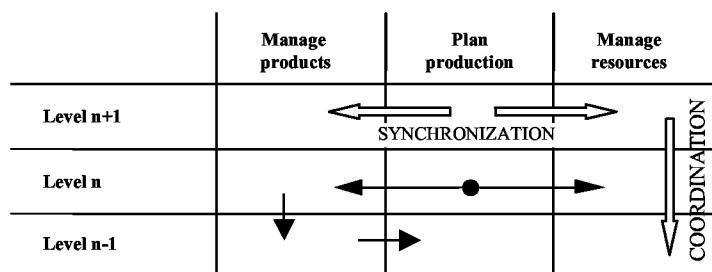 Manage
products
Plan
production
Manage
resources
Level n+1
SYNCHRONIZATION
COORDINATION
Level n
Level n-1